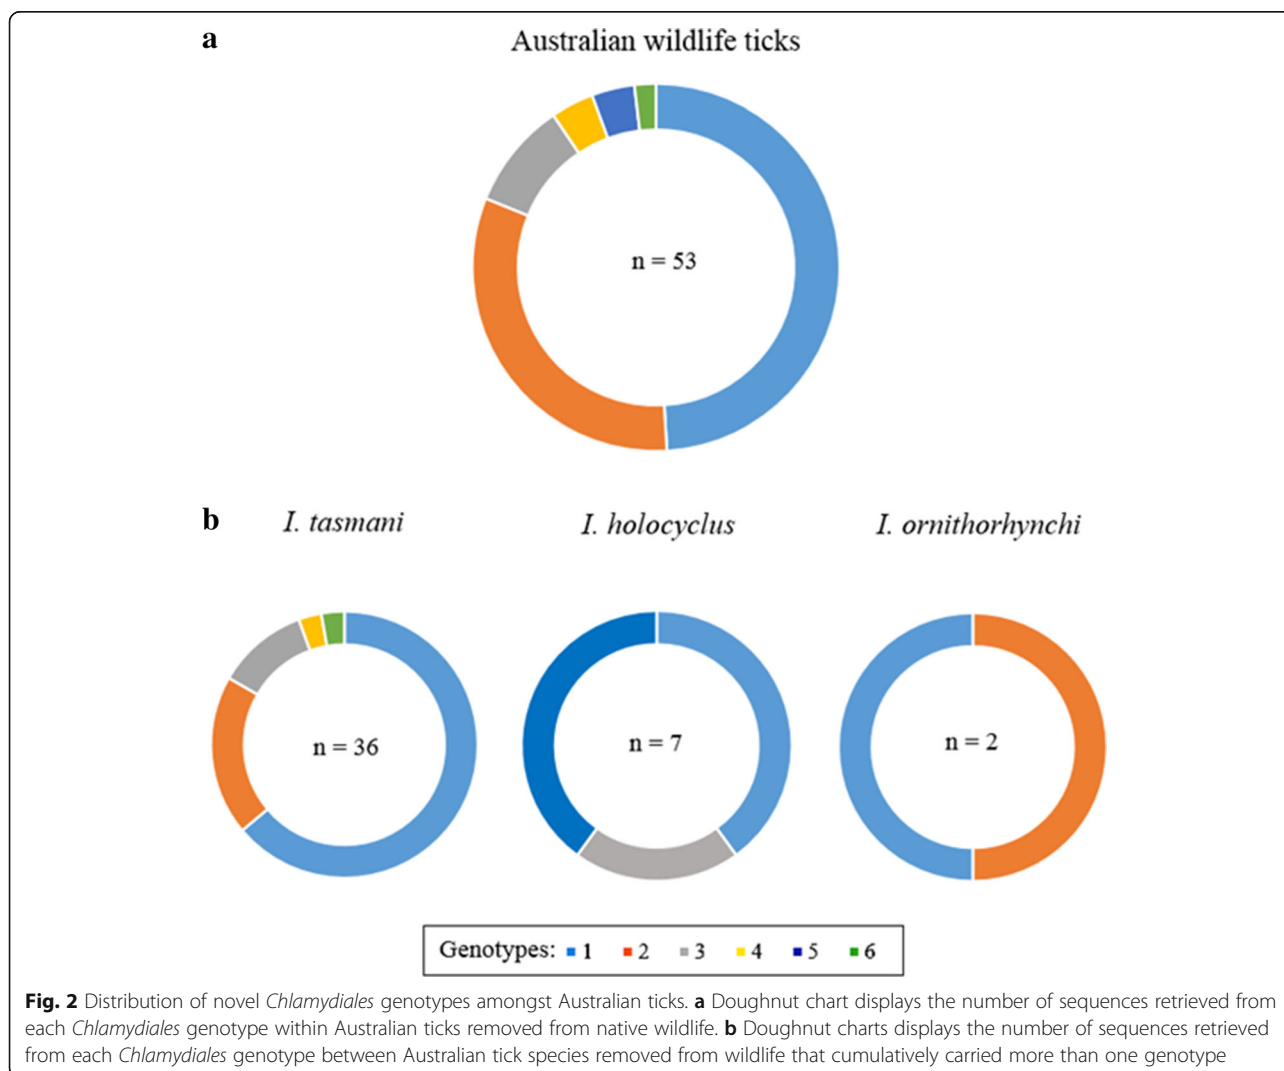 a
Australian wildlife ticks
n = 53
b
I. tasmani
I. holocyclus
I. ornithorhynchi
n = 36
n = 7
n = 2
Genotypes: 1 2 3 4 5 6
Fig. 2 Distribution of novel Chlamydiales genotypes amongst Australian ticks. a Doughnut chart displays the number of sequences retrieved from
each Chlamydiales genotype within Australian ticks removed from native wildlife. b Doughnut charts displays the number of sequences retrieved
from each Chlamydiales genotype between Australian tick species removed from wildlife that cumulatively carried more than one genotype